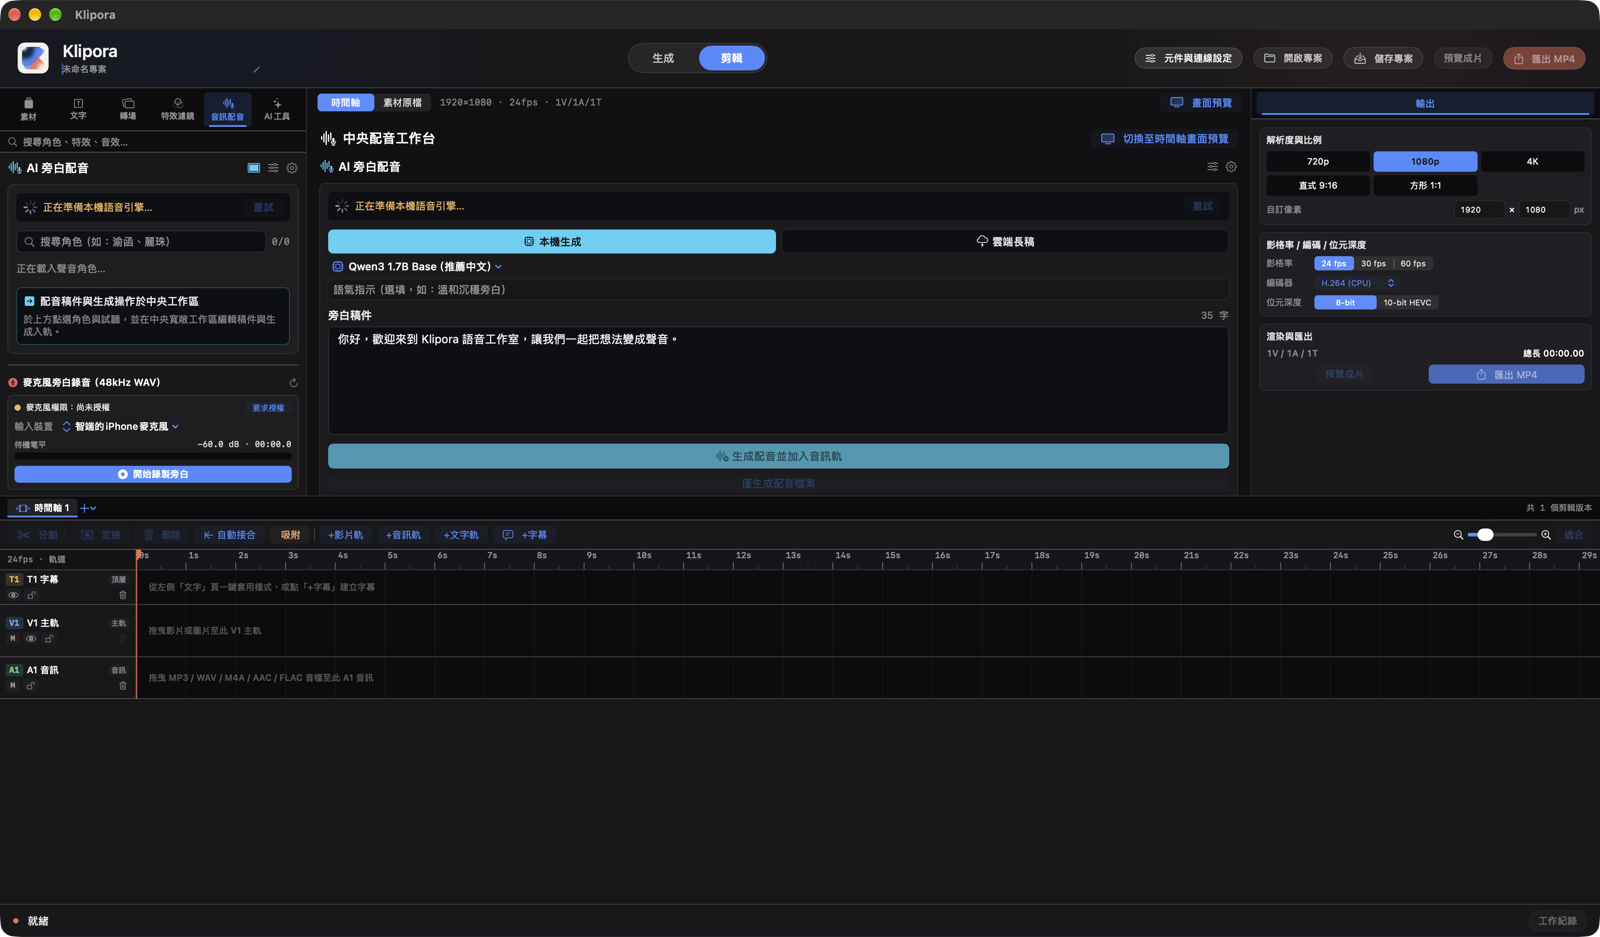 Klipora
Klipora
未命名專案
生成
剪輯
元件與連線設定
開啟專案
儲存專案
預覽成片
匯出 MP4
素材
文字
轉場
特效濾鏡
音訊配音
AI 工具
搜尋角色、特效、音效...
AI 旁白配音
正在準備本機語音引擎...
重試
搜尋角色（如：渝函、麗珠）
0/0
正在載入聲音角色...
配音稿件與生成操作於中央工作區
於上方點選角色與試聽，並在中央寬敞工作區編輯稿件與生
成入軌。
麥克風旁白錄音（48kHz WAV）
麥克風權限：尚未授權
要求授權
輸入裝置
智端的iPhone麥克風
待機電平
-60.0 dB · 00:00.0
開始錄製旁白
時間軸
素材原檔
1920×1080 · 24fps · 1V/1A/1T
畫面預覽
中央配音工作台
切換至時間軸畫面預覽
AI 旁白配音
正在準備本機語音引擎...
重試
本機生成
雲端長稿
Qwen3 1.7B Base (推薦中文)
語氣指示（選填，如：溫和沉穩旁白）
旁白稿件
35 字
你好，歡迎來到 Klipora 語音工作室，讓我們一起把想法變成聲音。
生成配音並加入音訊軌
僅生成配音檔案
輸出
解析度與比例
720p
1080p
4K
直式 9:16
方形 1:1
自訂像素
1920
×
1080
px
影格率 / 編碼 / 位元深度
影格率
24 fps
30 fps
60 fps
編碼器
H.264 (CPU)
位元深度
8-bit
10-bit HEVC
渲染與匯出
1V / 1A / 1T
總長 00:00.00
預覽成片
匯出 MP4
時間軸 1
共 1 個剪輯版本
分割
定格
刪除
自動接合
吸附
+影片軌
+音訊軌
+文字軌
+字幕
適合
24fps · 軌道
0s
1s
2s
3s
4s
5s
6s
7s
8s
9s
10s
11s
12s
13s
14s
15s
16s
17s
18s
19s
20s
21s
22s
23s
24s
25s
26s
27s
28s
29s
T1
T1 字幕
頂層
從左側「文字」頁一鍵套用樣式，或點「+字幕」建立字幕
V1
V1 主軌
主軌
M
拖曳影片或圖片至此 V1 主軌
A1
A1 音訊
音訊
M
拖曳 MP3 / WAV / M4A / AAC / FLAC 音檔至此 A1 音訊
就緒
工作紀錄